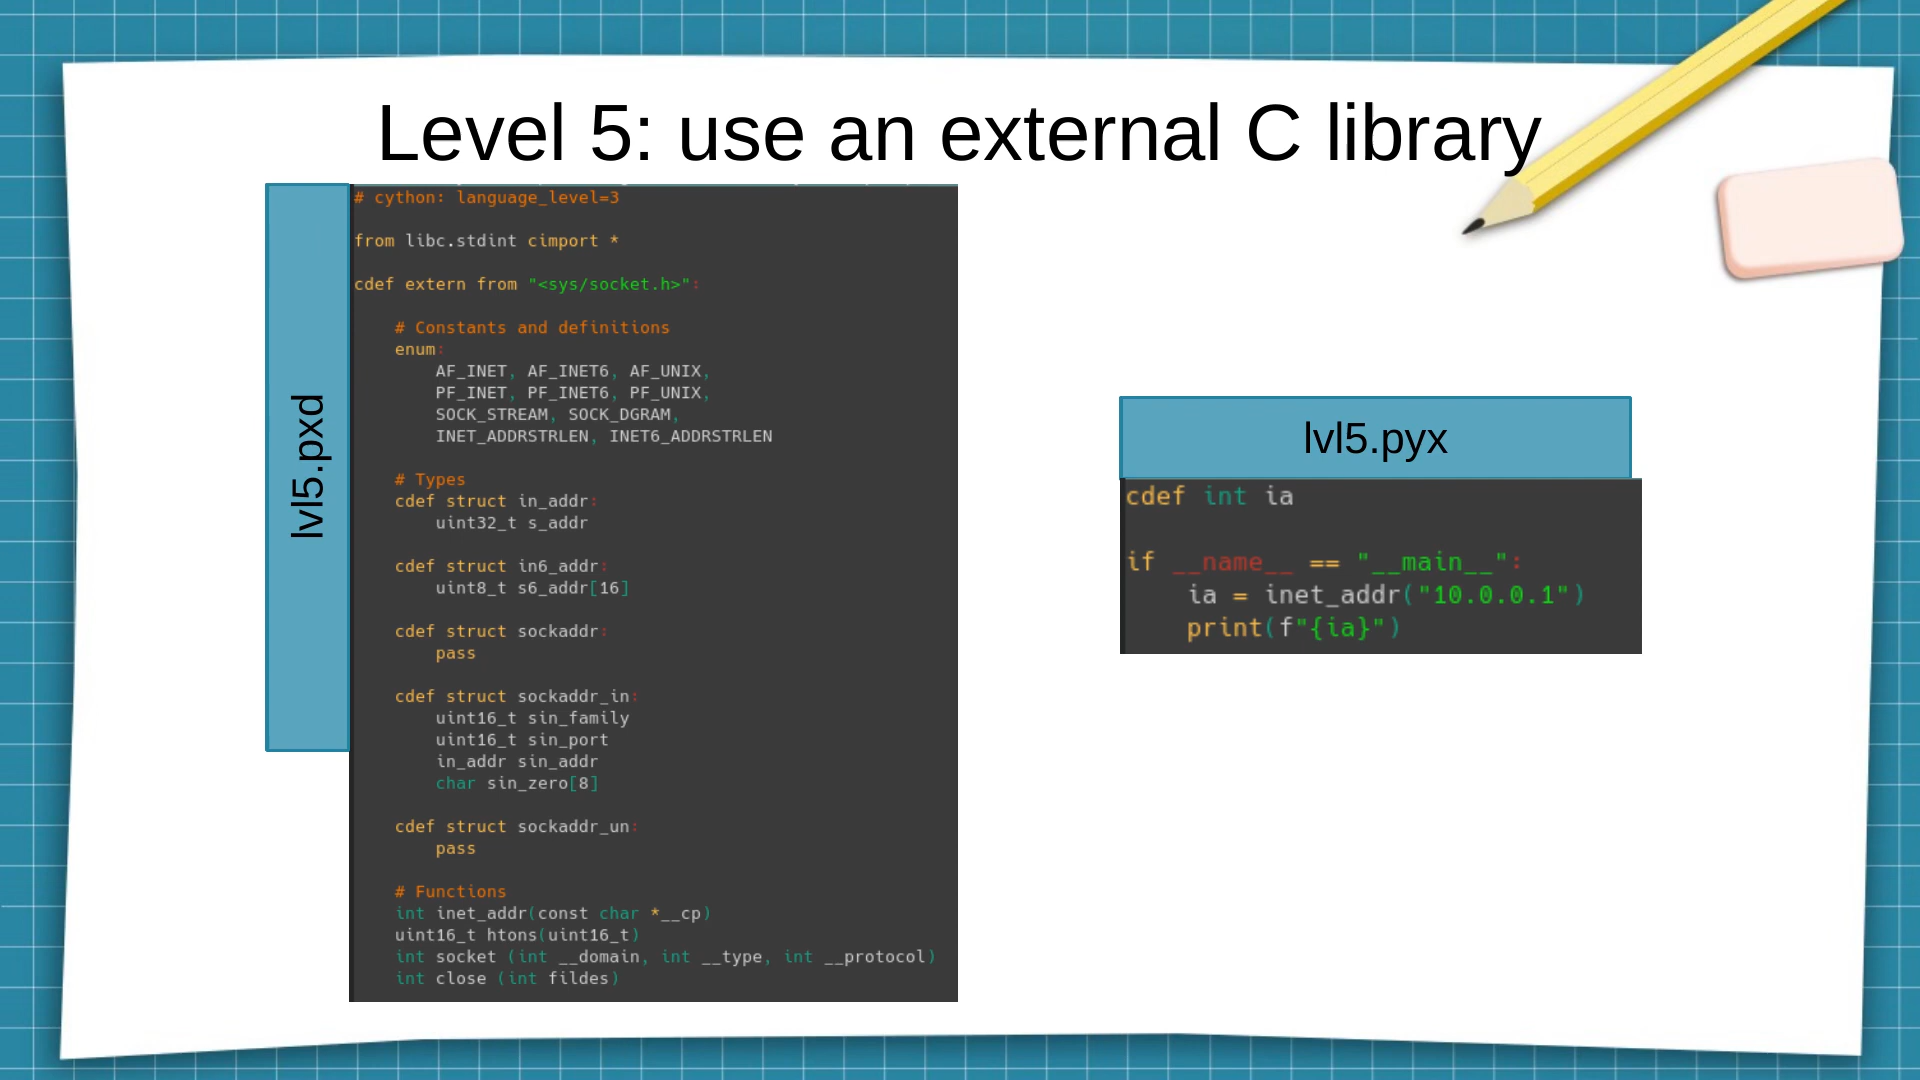 Level 5: use an external C library
lvl5.pxd
# cython: language_level=3
from libc.stdint cimport *
cdef extern from "<sys/socket.h>":
# Constants and definitions
enum:
AF_INET, AF_INET6, AF_UNIX,
PF_INET, PF_INET6, PF_UNIX,
SOCK_STREAM, SOCK_DGRAM,
INET_ADDRSTRLEN, INET6_ADDRSTRLEN
# Types
cdef struct in_addr:
uint32_t s_addr
cdef struct in6_addr:
uint8_t s6_addr[16]
cdef struct sockaddr:
pass
cdef struct sockaddr_in:
uint16_t sin_family
uint16_t sin_port
in_addr sin_addr
char sin_zero[8]
cdef struct sockaddr_un:
pass
# Functions
int inet_addr(const char *__cp)
uint16_t htons(uint16_t)
int socket (int __domain, int __type, int __protocol)
int close (int fildes)
lvl5.pyx
cdef int ia
if __name__ == "__main__":
ia = inet_addr("10.0.0.1")
print(f"{ia}")